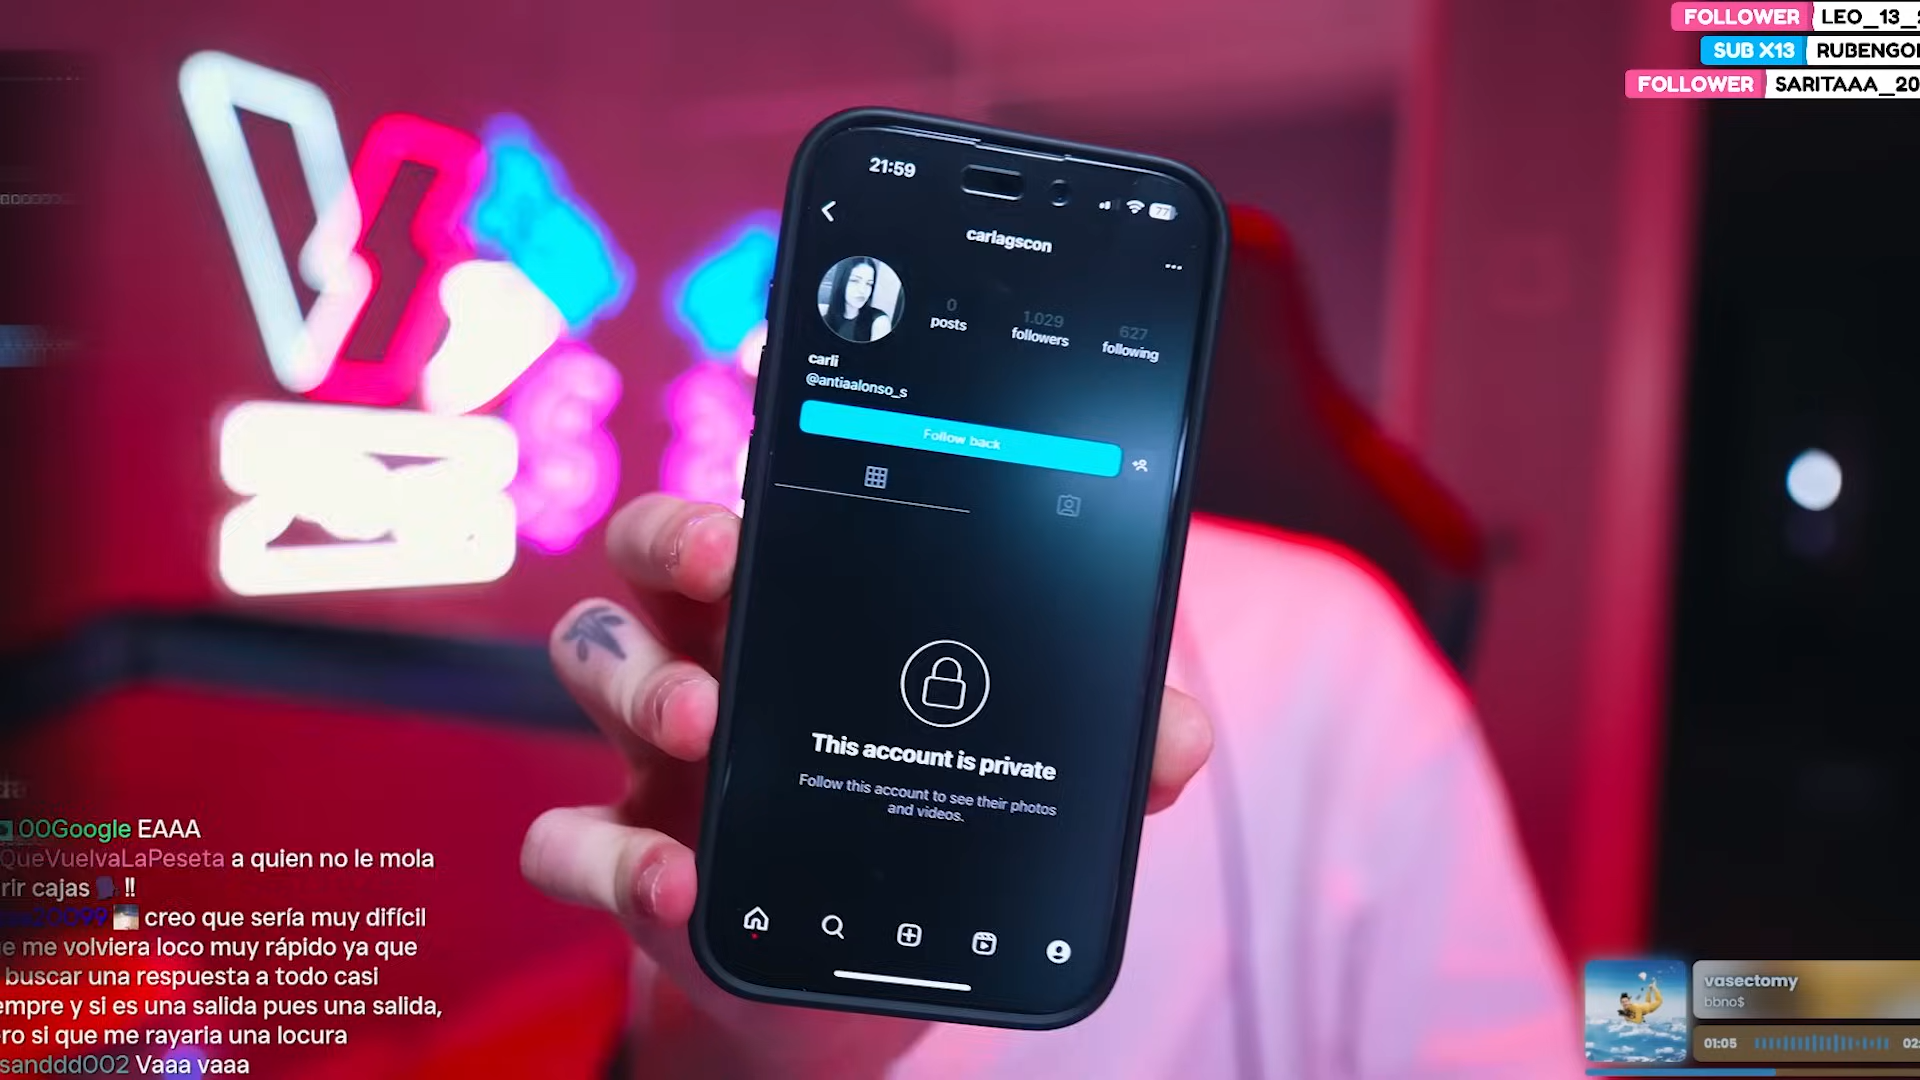 FOLLOWER LEO_13_
SUB X13 RUBENGO
FOLLOWER SARITAAA_20
21:59
77
carlagscon
0 posts
1.029 followers
627 following
carli
@antiaalonso_s
Follow back
This account is private
Follow this account to see their photos
and videos.
00Google EAAA
QueVuelvaLaPeseta a quien no le mola
rir cajas !!
creo que sería muy difícil
e me volviera loco muy rápido ya que
buscar una respuesta a todo casi
empre y si es una salida pues una salida,
ro si que me rayaria una locura
sanddd002 Vaaa vaaa
vasectomy
bbno$
01:05